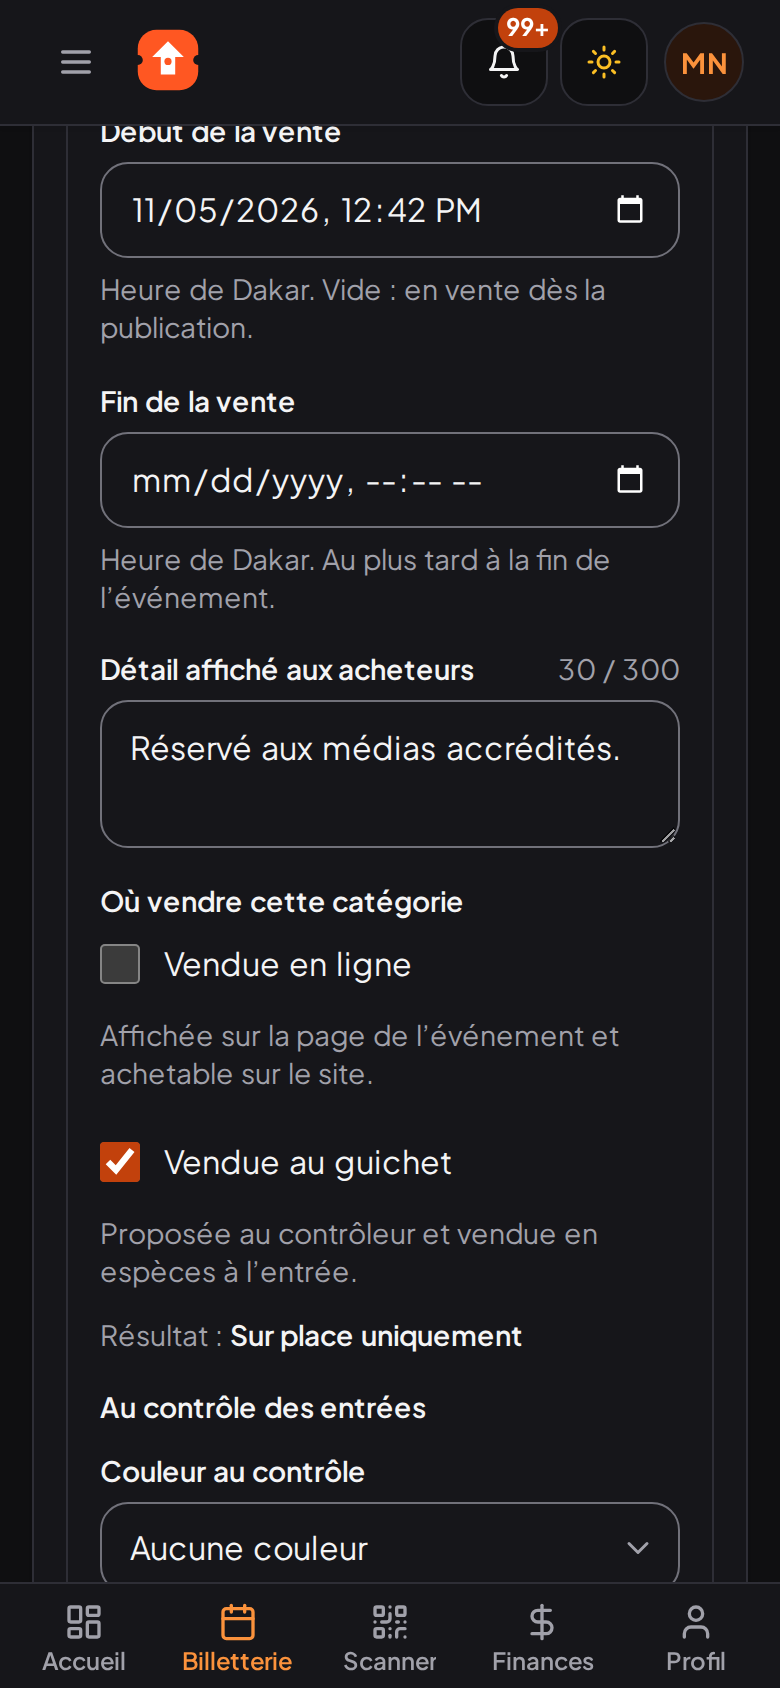 99+
MN
Début de la vente
11/05/2026, 12:42 PM
Heure de Dakar. Vide : en vente dès la
publication.
Fin de la vente
mm/dd/yyyy, --:-- --
Heure de Dakar. Au plus tard à la fin de
l’événement.
Détail affiché aux acheteurs 30 / 300
Réservé aux médias accrédités.
Où vendre cette catégorie
Vendue en ligne
Affichée sur la page de l’événement et
achetable sur le site.
Vendue au guichet
Proposée au contrôleur et vendue en
espèces à l’entrée.
Résultat : Sur place uniquement
Au contrôle des entrées
Couleur au contrôle
Aucune couleur
Accueil Billetterie Scanner Finances Profil